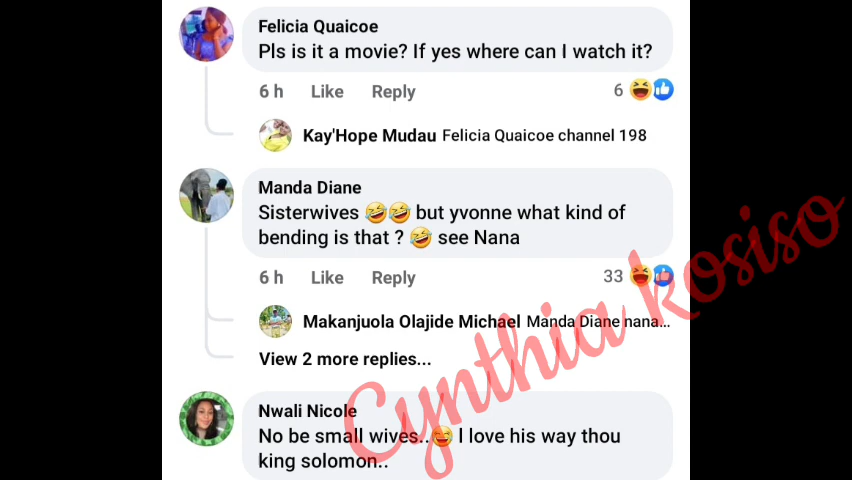 Felicia Quaicoe
Pls is it a movie? If yes where can I watch it?
6 h Like Reply 6
Kay'Hope Mudau Felicia Quaicoe channel 198
Manda Diane
Sisterwives 🤣🤣 but yvonne what kind of
bending is that ? 🤣 see Nana
6 h Like Reply 33
Makanjuola Olajide Michael Manda Diane nana...
View 2 more replies...
Nwali Nicole
No be small wives..😅 I love his way thou
king solomon..
Cynthia kosiso